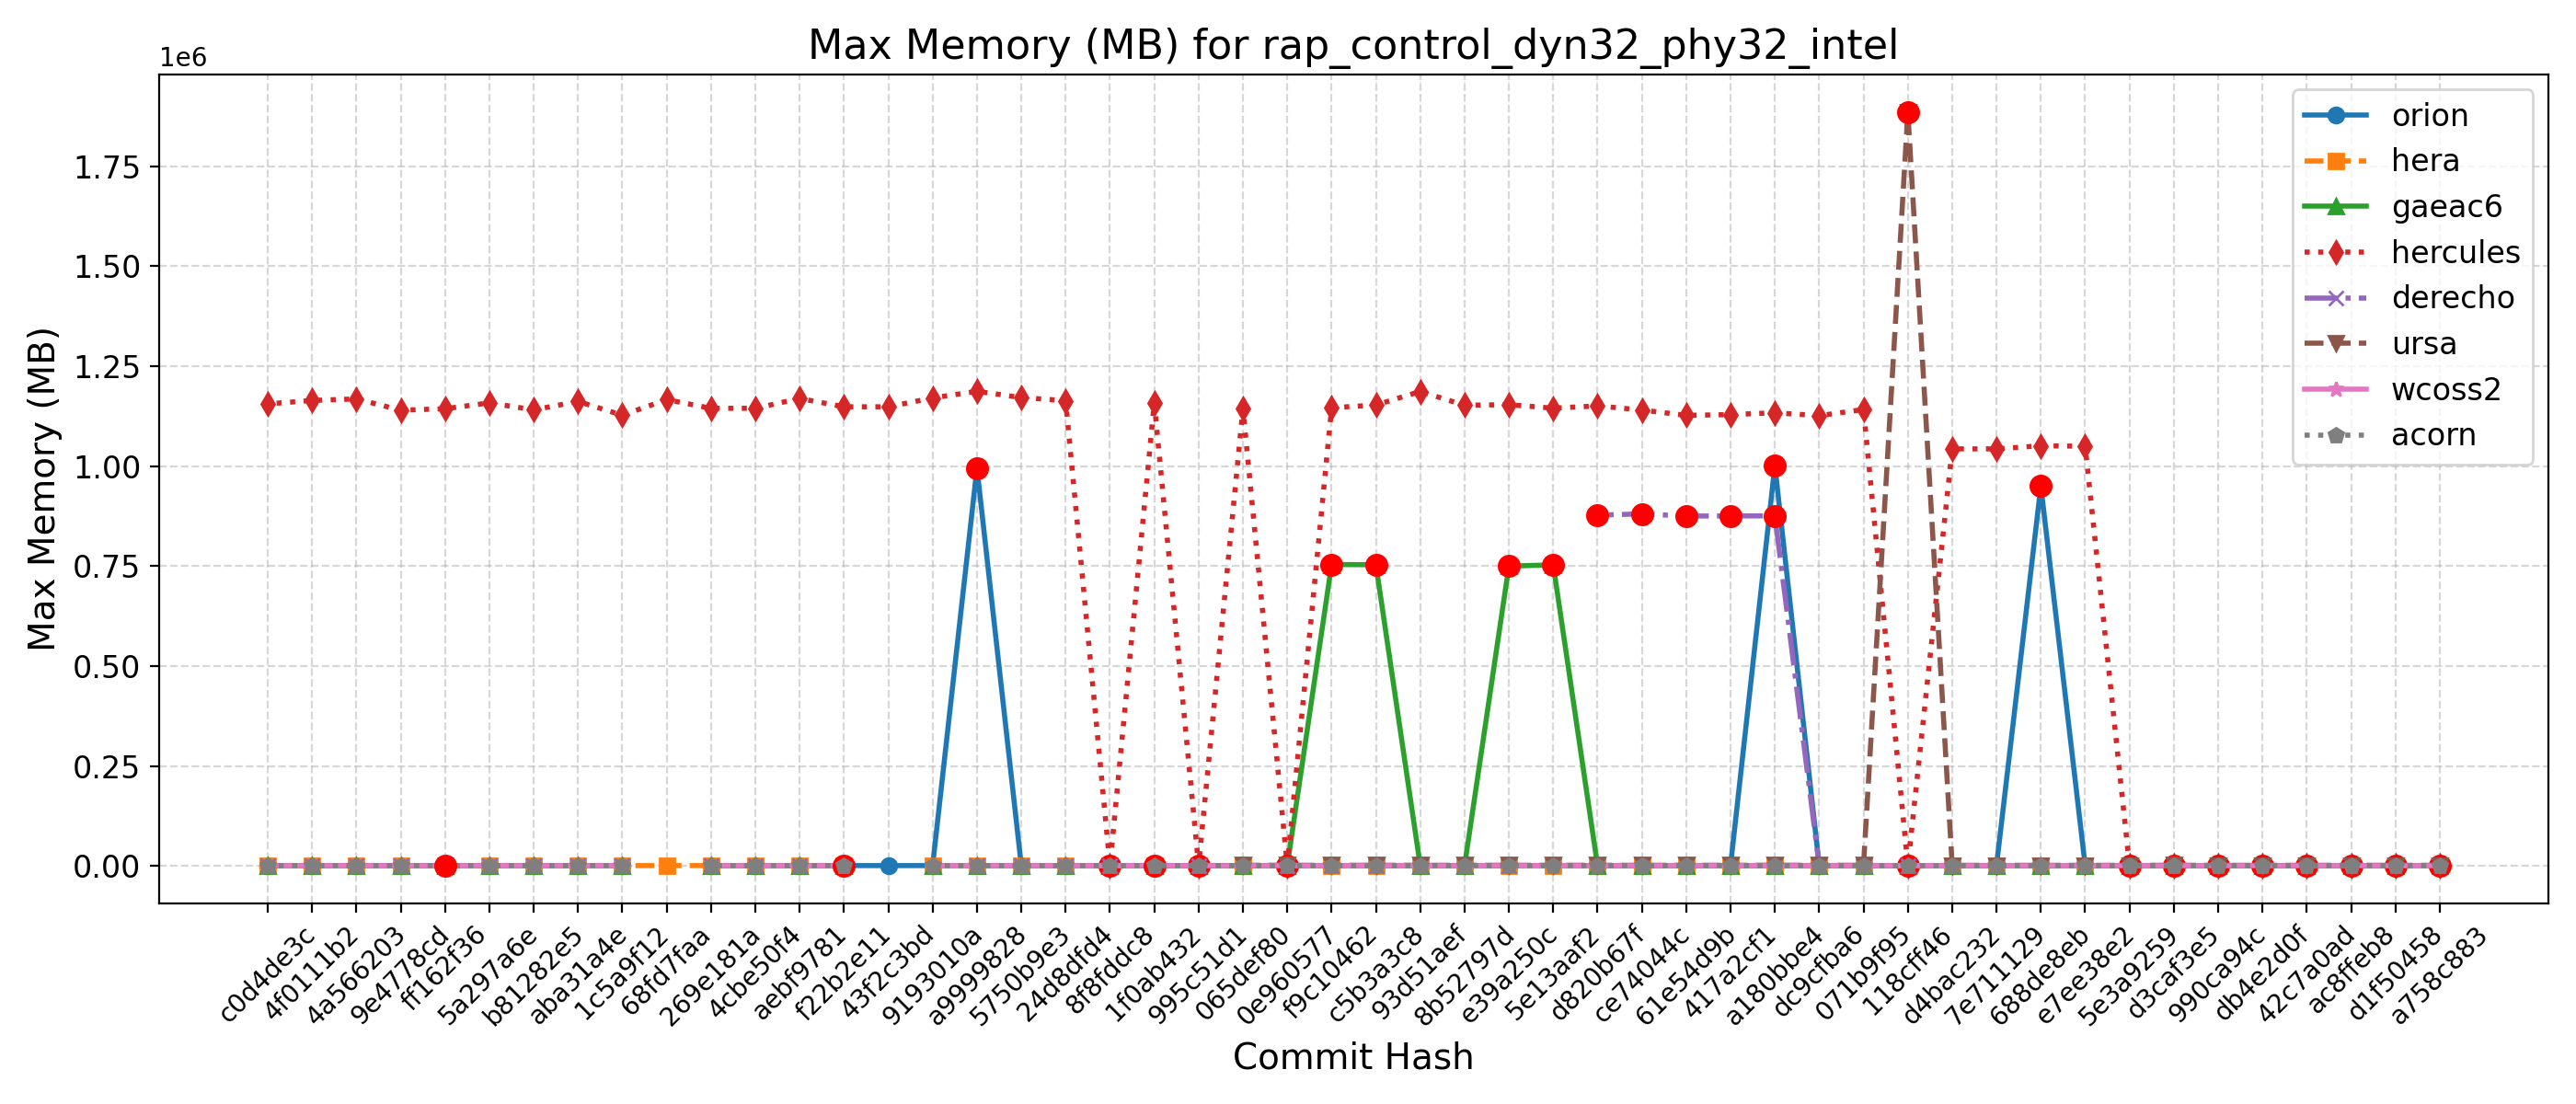 Max Memory (MB) for rap_control_dyn32_phy32_intel
1e6
1.75
1.50
1.25
1.00
0.75
0.50
0.25
0.00
Max Memory (MB)
orion
hera
gaeac6
hercules
derecho
ursa
wcoss2
acorn
c0d4de3c
4f0111b2
4a566203
9e4778cd
ff162f36
5a297a6e
b81282e5
aba31a4e
1c5a9f12
68fd7faa
269e181a
4cbe50f4
aebf9781
f22b2e11
43f2c3bd
9193010a
a9999828
5750b9e3
24d8dfd4
8f8fddc8
1f0ab432
995c51d1
065def80
0e960577
f9c10462
c5b3a3c8
93d51aef
8b52797d
e39a250c
5e13aaf2
d820b67f
ce74044c
61e54d9b
417a2cf1
a180bbe4
dc9cfba6
071b9f95
118cff46
d4bac232
7e711129
688de8eb
e7ee38e2
5e3a9259
d3caf3e5
990ca94c
db4e2d0f
42c7a0ad
ac8ffeb8
d1f50458
a758c883
Commit Hash